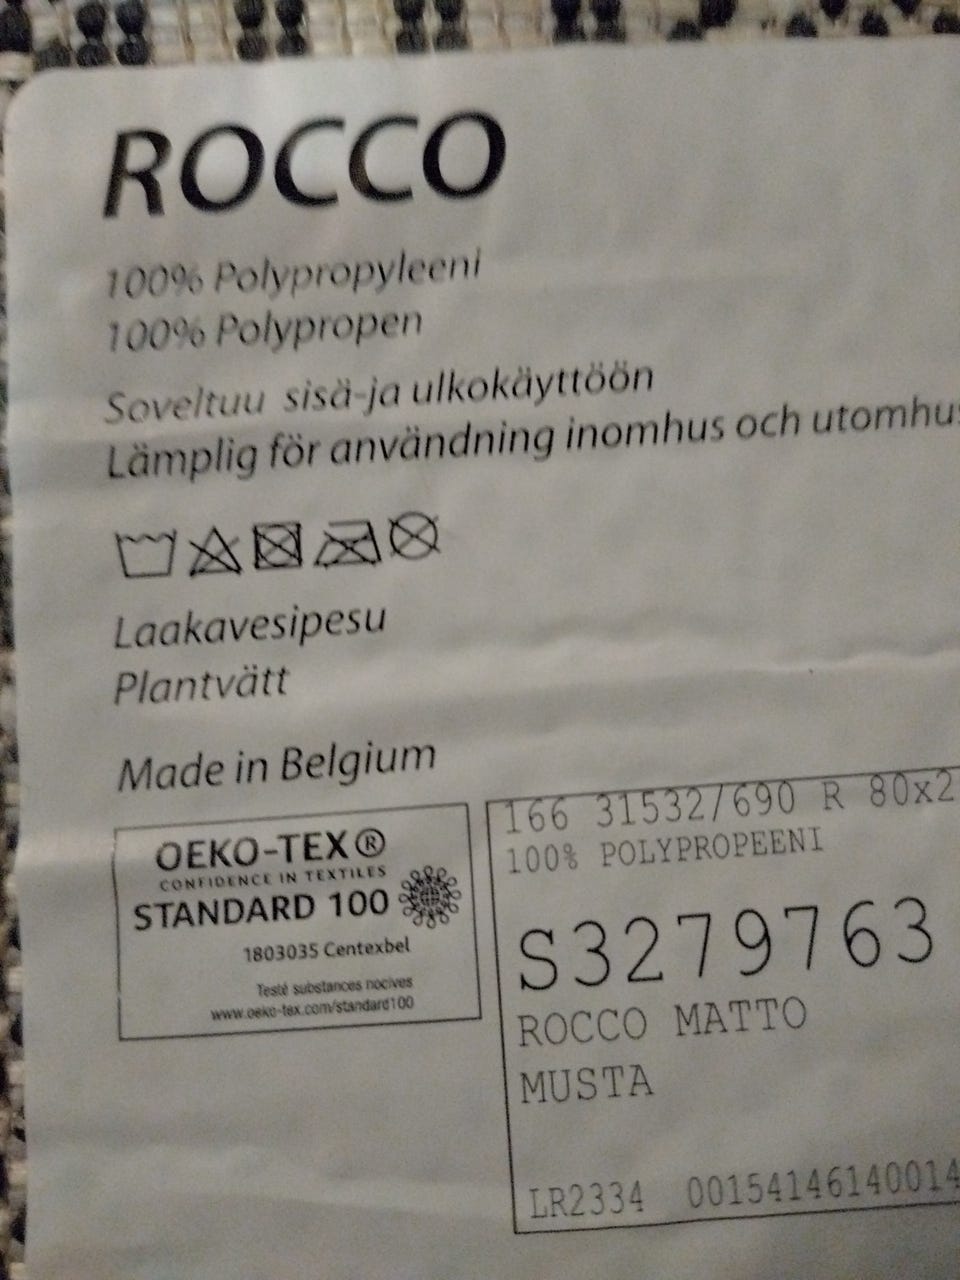 ROCCO
100% Polypropyleeni
100% Polypropen
Soveltuu sisä-ja ulkokäyttöön
Lämplig för användning inomhus och utomhus
Laakavesipesu
Plantvätt
Made in Belgium
OEKO-TEX®
CONFIDENCE IN TEXTILES
STANDARD 100
1803035 Centexbel
Testé substances nocives
www.oeko-tex.com/standard100
166 31532/690 R 80x2
100% POLYPROPEENI
S3279763
ROCCO MATTO
MUSTA
LR2334 00154146140014